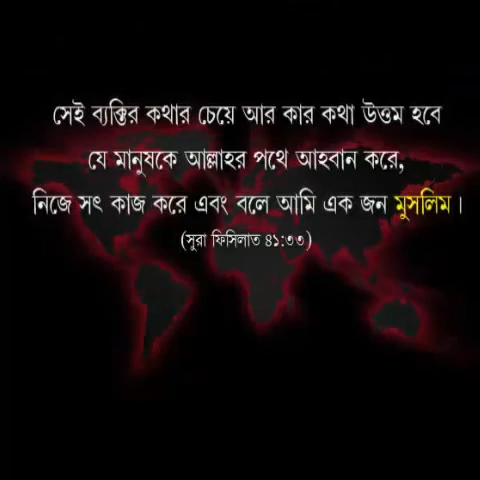 সেই ব্যক্তির কথার চেয়ে আর কার কথা উত্তম হবে
যে মানুষকে আল্লাহর পথে আহবান করে,
নিজে সৎ কাজ করে এবং বলে আমি এক জন মুসলিম।
(সুরা ফিসিলাত ৪১:৩৩)